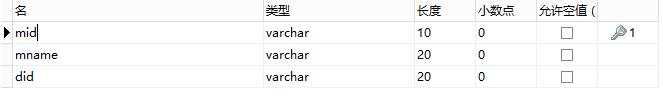 名 类型 长度 小数点 允许空值 (
mid varchar 10 0 1
mname varchar 20 0
did varchar 20 0